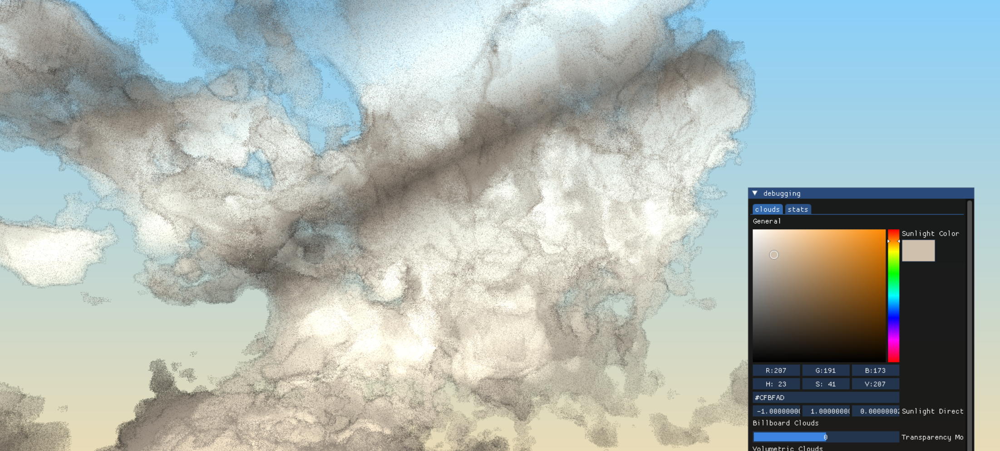 debugging
clouds stats
General
Sunlight Color
R:207 G:191 B:173
H: 23 S: 41 V:207
#CFBFAD
-1.0000000 1.0000000 0.0000000 Sunlight Direct
Billboard Clouds
0 Transparency Mo
Volumetric Clouds